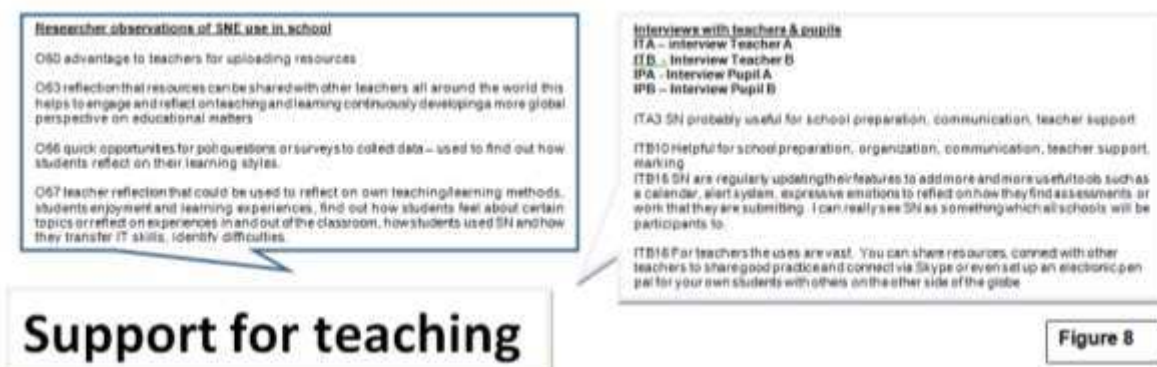 Researcher observations of SNE use in school
O60 advantage to teachers for uploading resources
O63 reflection that resources can be shared with other teachers all around the world this
helps to engage and reflect on teaching and learning continuously developing a more global
perspective on educational matters
O66 quick opportunities for poll questions or surveys to collect data – used to find out how
students reflect on their learning styles.
O67 teacher reflection that could be used to reflect on own teaching/learning methods,
students enjoyment and learning experiences, find out how students feel about certain
topics or reflect on experiences in and out of the classroom, how students used SN and how
they transfer IT skills, identify difficulties.
Interviews with teachers & pupils
ITA – interview Teacher A
ITB - Interview Teacher B
IPA - Interview Pupil A
IPB – Interview Pupil B
ITA3 SN probably useful for school preparation, communication, teacher support
ITB10 Helpful for school preparation, organization, communication, teacher support,
marking
ITB16 SN are regularly updating their features to add more and more useful tools such as
a calendar, alert system, expressive emotions to reflect on how they find assessments or
work that they are submitting. I can really see SN as something which all schools will be
participants to.
ITB16 For teachers the uses are vast. You can share resources, connect with other
teachers to share good practice and connect via Skype or even set up an electronic pen
pal for your own students with others on the other side of the globe
Support for teaching
Figure 8